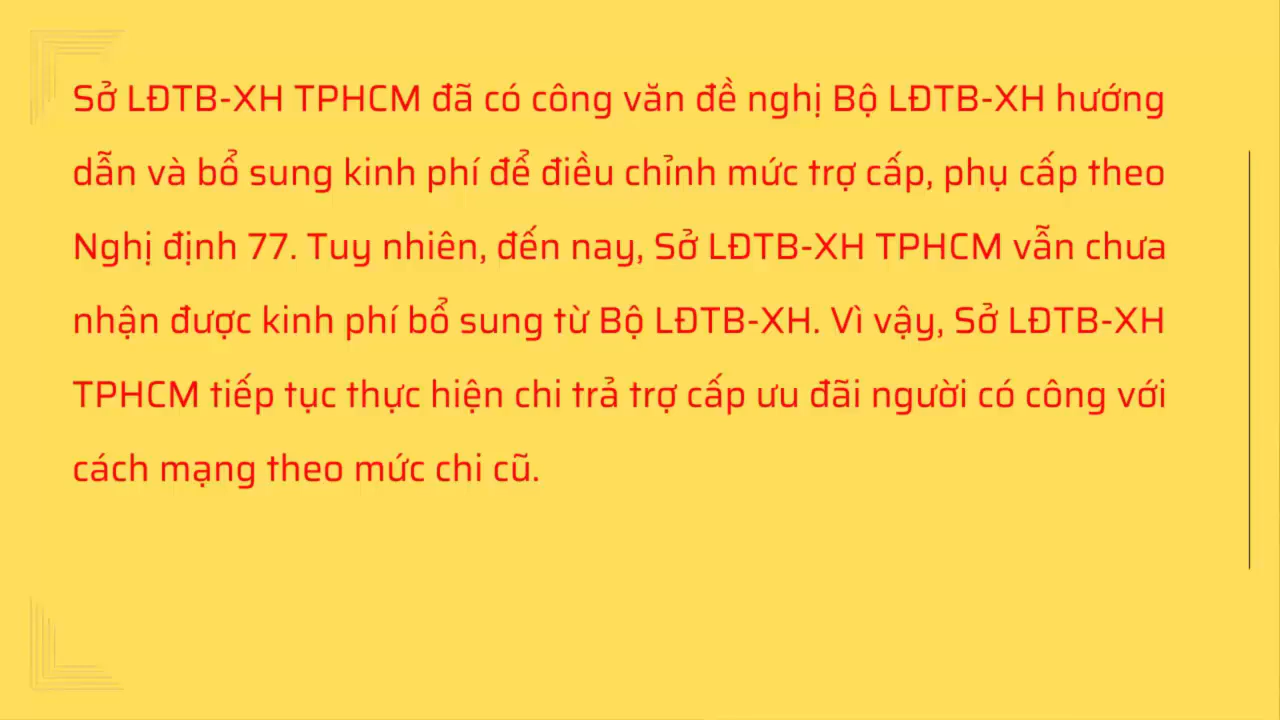 Sở LĐTB-XH TPHCM đã có công văn đề nghị Bộ LĐTB-XH hướng
dẫn và bổ sung kinh phí để điều chỉnh mức trợ cấp, phụ cấp theo
Nghị định 77. Tuy nhiên, đến nay, Sở LĐTB-XH TPHCM vẫn chưa
nhận được kinh phí bổ sung từ Bộ LĐTB-XH. Vì vậy, Sở LĐTB-XH
TPHCM tiếp tục thực hiện chi trả trợ cấp ưu đãi người có công với
cách mạng theo mức chi cũ.